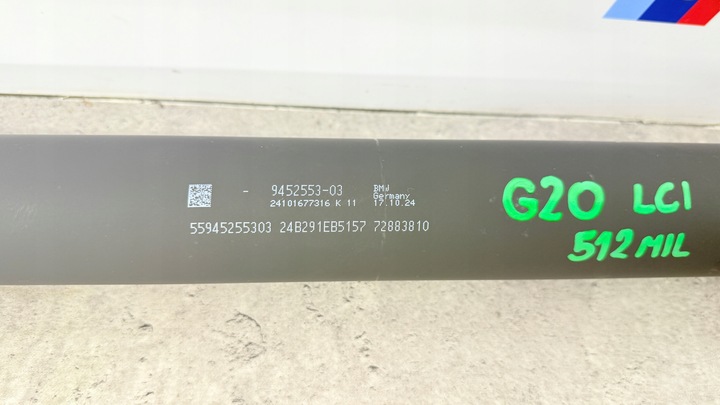 - 9452553-03 BMW
Germany
24101677316 K 11 17.10.24
55945255303 24B291EB5157 72883810
G20 LCI
512 MIL